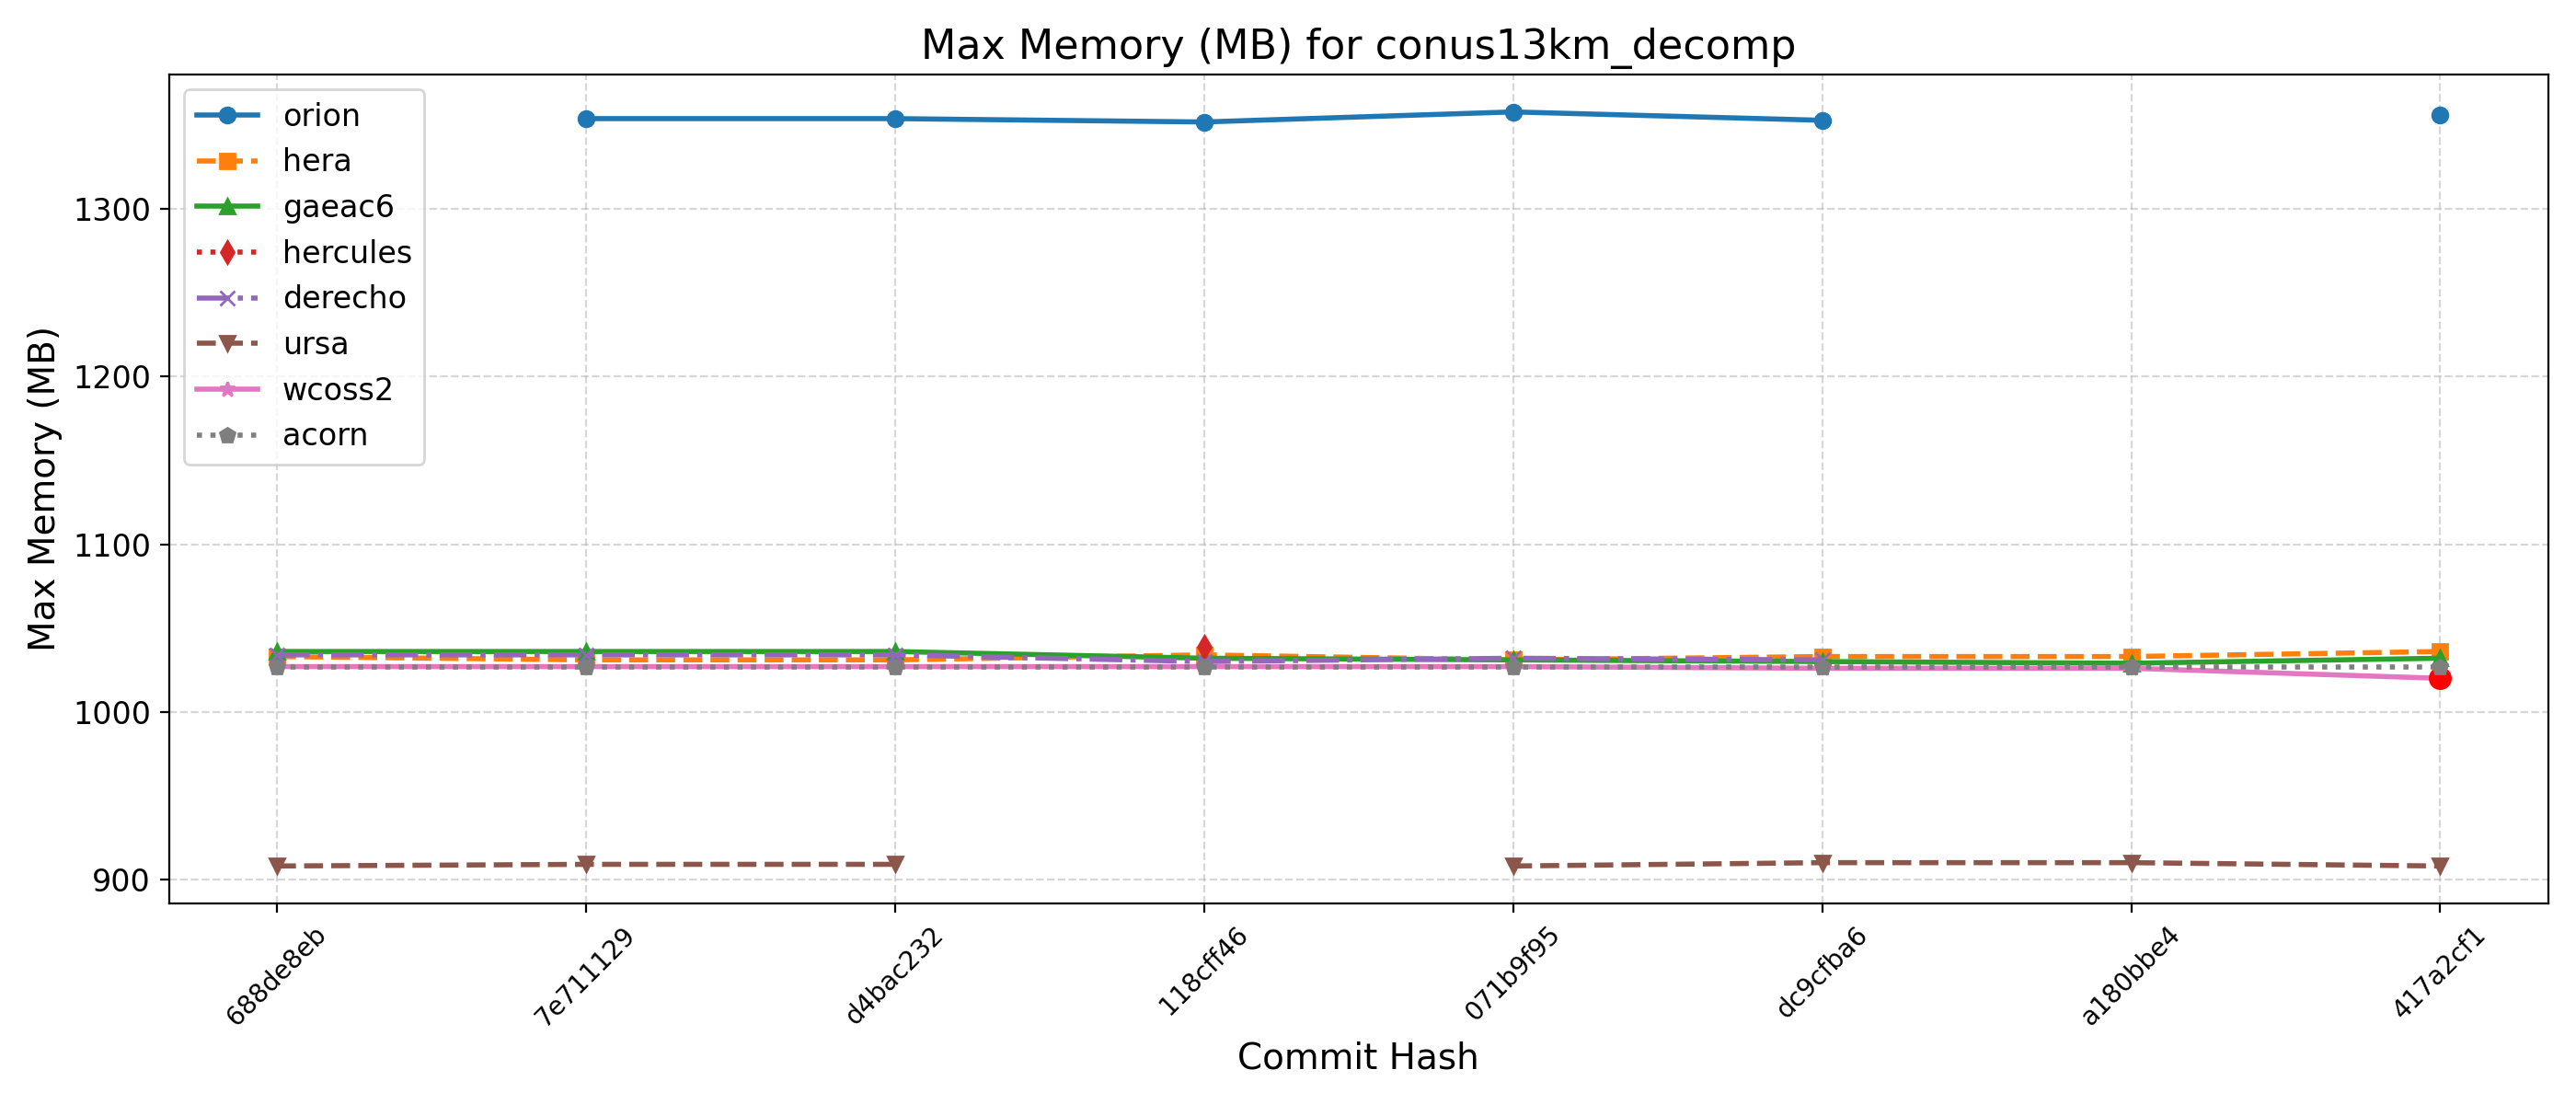 Max Memory (MB) for conus13km_decomp
orion
hera
gaeac6
hercules
derecho
ursa
wcoss2
acorn
Max Memory (MB)
1300
1200
1100
1000
900
688de8eb
7e711129
d4bac232
118cff46
071b9f95
dc9cfba6
a180bbe4
417a2cf1
Commit Hash